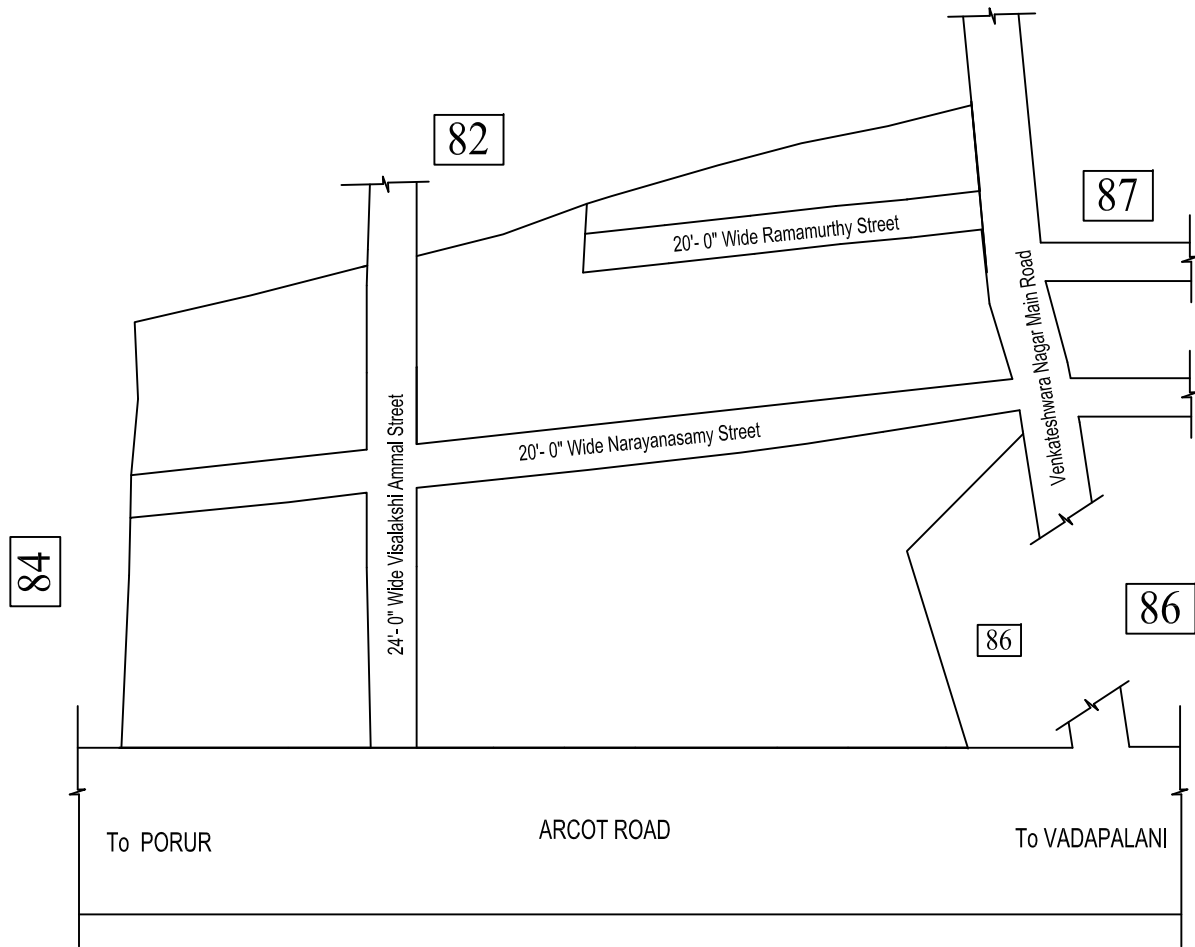 82
87
20'- 0" Wide Ramamurthy Street
Venkateshwara Nagar Main Road
20'- 0" Wide Narayanasamy Street
24'- 0" Wide Visalakshi Ammal Street
84
86
86
ARCOT ROAD
To PORUR
To VADAPALANI